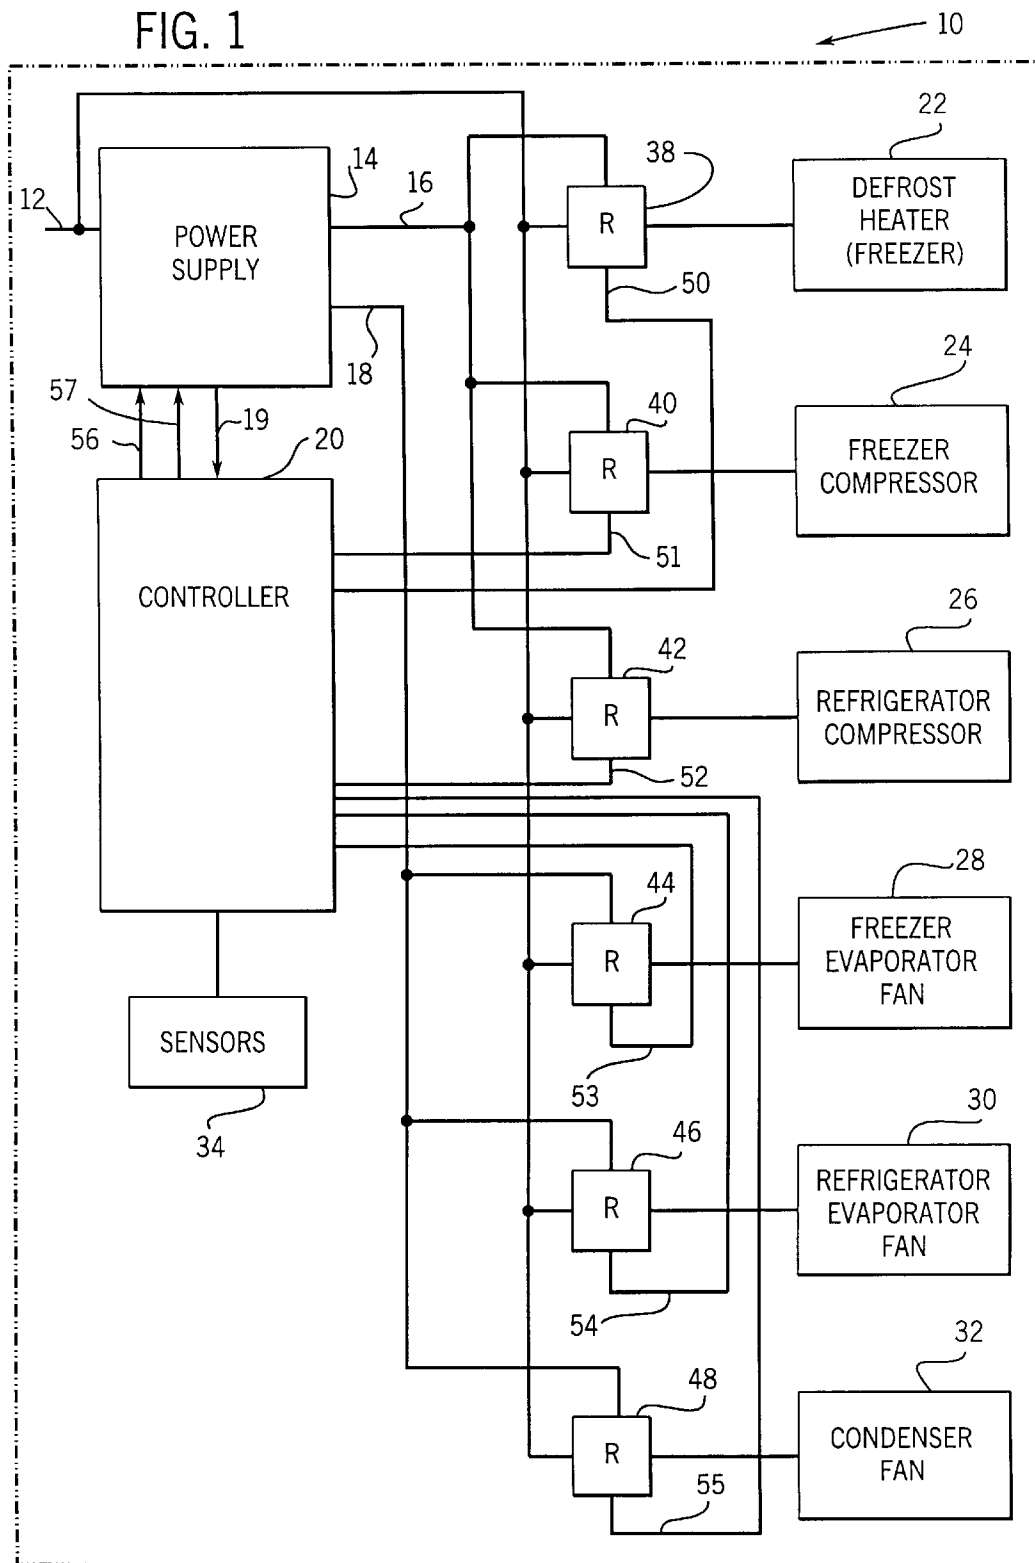 FIG. 1
10
22
38
14
DEFROST
HEATER
(FREEZER)
12
16
R
POWER
SUPPLY
50
18
24
57
19
40
56
20
FREEZER
COMPRESSOR
R
51
CONTROLLER
26
42
REFRIGERATOR
COMPRESSOR
R
52
28
44
FREEZER
EVAPORATOR
FAN
R
SENSORS
53
30
34
46
REFRIGERATOR
EVAPORATOR
FAN
R
54
32
48
CONDENSER
FAN
R
55